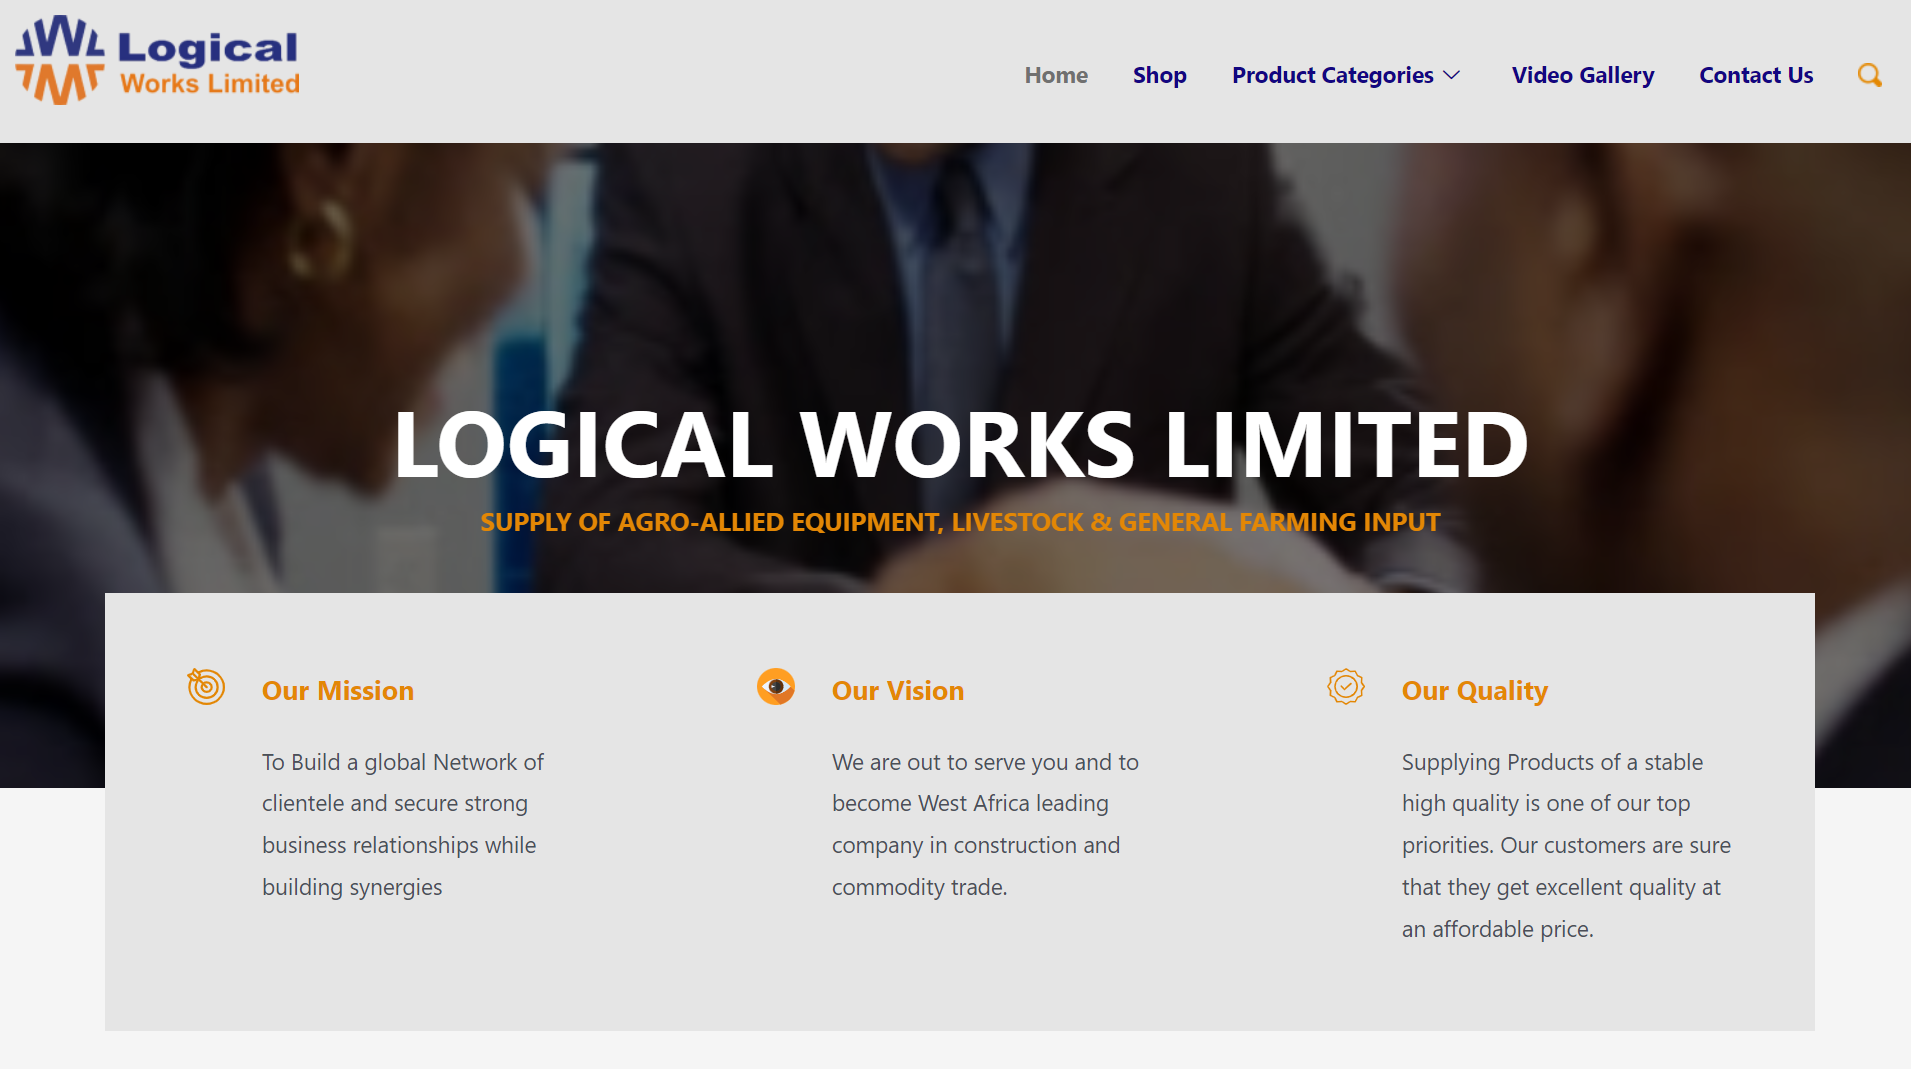 Logical
Works Limited
Home Shop Product Categories Video Gallery Contact Us
LOGICAL WORKS LIMITED
SUPPLY OF AGRO-ALLIED EQUIPMENT, LIVESTOCK & GENERAL FARMING INPUT
Our Mission
To Build a global Network of
clientele and secure strong
business relationships while
building synergies
Our Vision
We are out to serve you and to
become West Africa leading
company in construction and
commodity trade.
Our Quality
Supplying Products of a stable
high quality is one of our top
priorities. Our customers are sure
that they get excellent quality at
an affordable price.